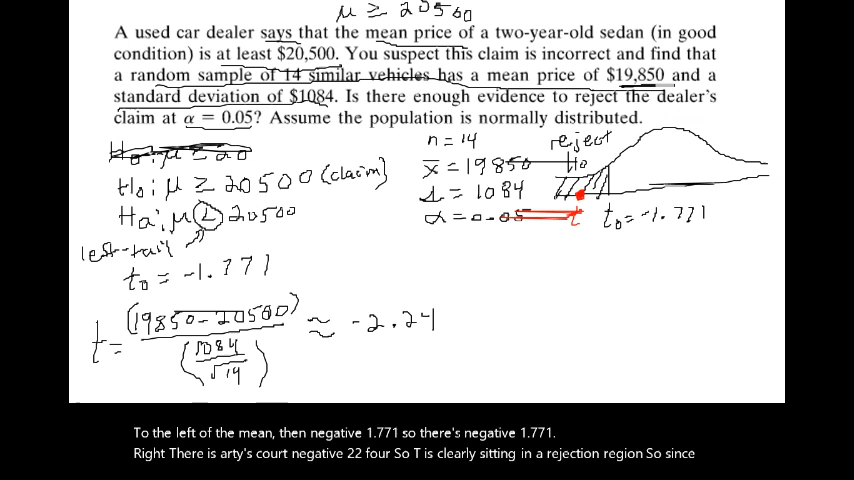 μ ≥ 20500
A used car dealer says that the mean price of a two-year-old sedan (in good
condition) is at least $20,500. You suspect this claim is incorrect and find that
a random sample of 14 similar vehicles has a mean price of $19,850 and a
standard deviation of $1084. Is there enough evidence to reject the dealer's
claim at α = 0.05? Assume the population is normally distributed.
H₀: μ ≥ 20
H₀: μ ≥ 20500 (claim)
Ha: μ < 20500
left-tail
t₀ = -1.771
t = (19850 - 20500) / (1084 / √14) ≈ -2.24
n = 14
x̄ = 19850
s = 1084
α = 0.05
reject
H₀
t
t₀ = -1.771
To the left of the mean, then negative 1.771 so there's negative 1.771.
Right There is arty's court negative 22 four So T is clearly sitting in a rejection region So since